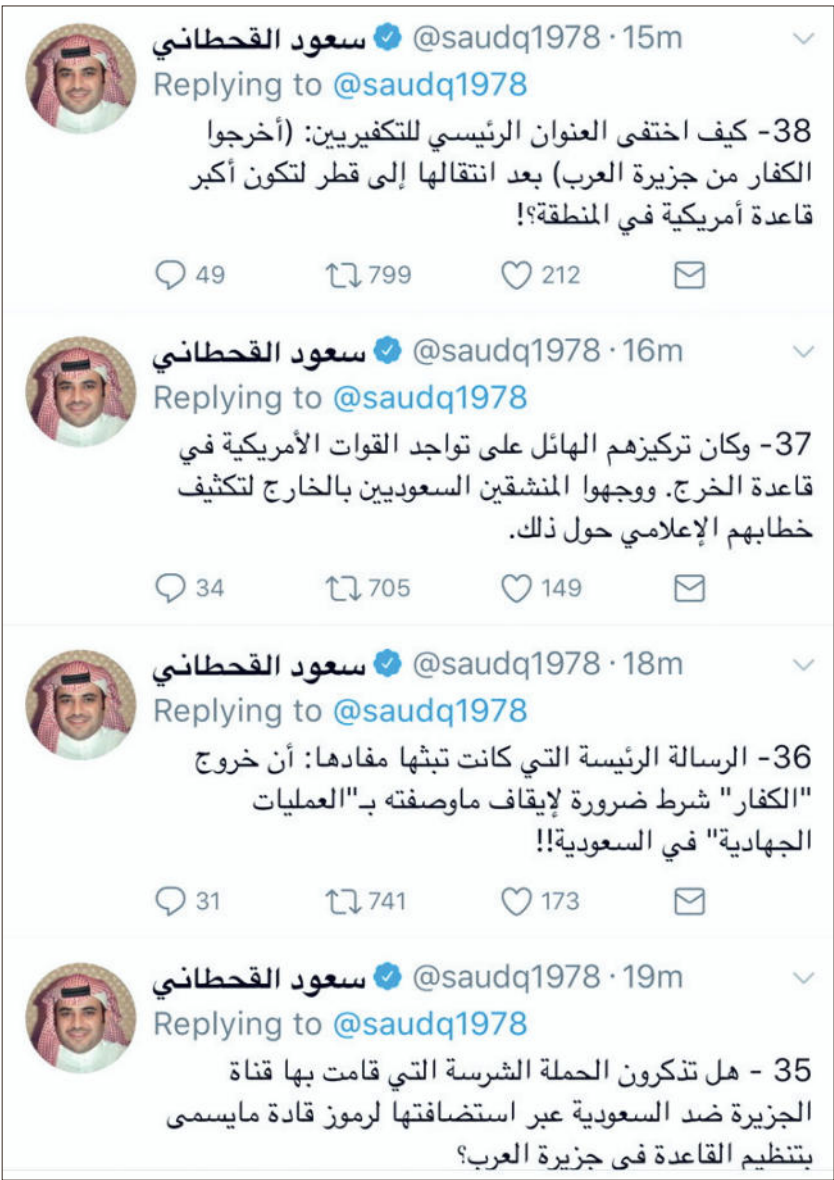 سعود القحطاني @saudq1978 · 15m
Replying to @saudq1978
38- كيف اختفى العنوان الرئيسي للتكفيريين: (أخرجوا
الكفار من جزيرة العرب) بعد انتقالها إلى قطر لتكون أكبر
قاعدة أمريكية في المنطقة؟!
49 799 212
سعود القحطاني @saudq1978 · 16m
Replying to @saudq1978
37- وكان تركيزهم الهائل على تواجد القوات الأمريكية في
قاعدة الخرج. ووجهوا المنشقين السعوديين بالخارج لتكثيف
خطابهم الإعلامي حول ذلك.
34 705 149
سعود القحطاني @saudq1978 · 18m
Replying to @saudq1978
36- الرسالة الرئيسة التي كانت تبثها مفادها: أن خروج
"الكفار" شرط ضرورة لإيقاف ماوصفته بـ"العمليات
الجهادية" في السعودية!!
31 741 173
سعود القحطاني @saudq1978 · 19m
Replying to @saudq1978
35 - هل تذكرون الحملة الشرسة التي قامت بها قناة
الجزيرة ضد السعودية عبر استضافتها لرموز قادة مايسمى
بتنظيم القاعدة في جزيرة العرب؟